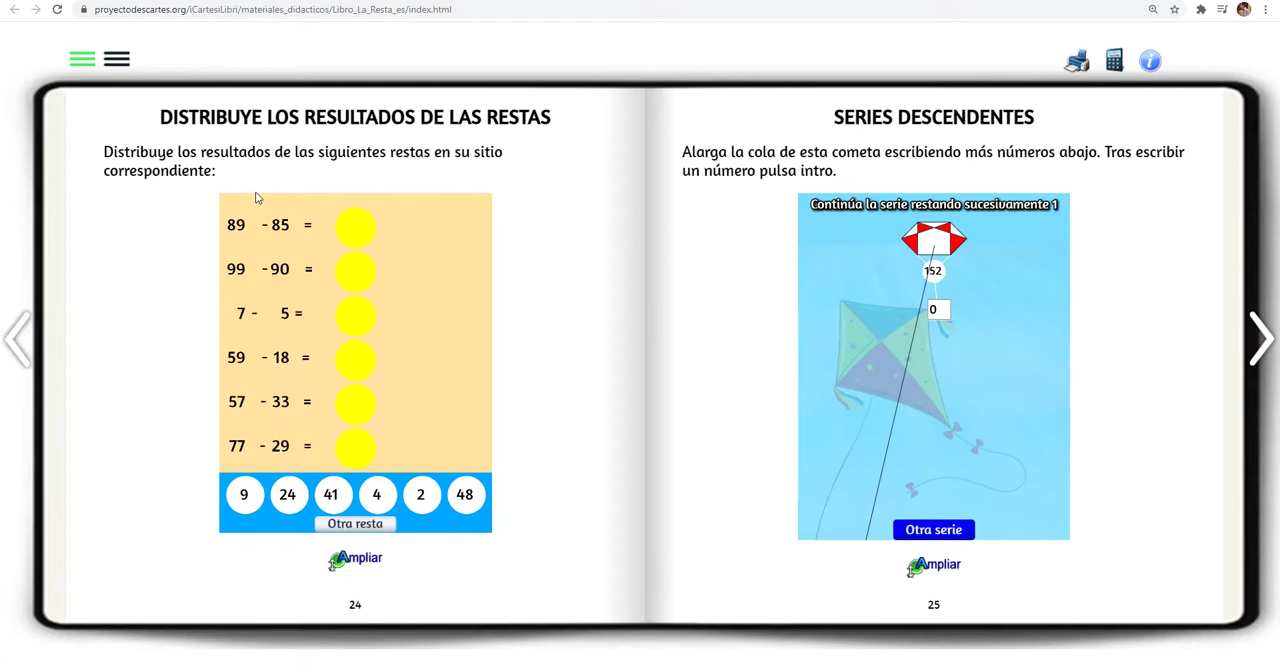 proyectodescartes.org/iCartesiLibri/materiales_didacticos/Libro_La_Resta_es/index.html
DISTRIBUYE LOS RESULTADOS DE LAS RESTAS
Distribuye los resultados de las siguientes restas en su sitio
correspondiente:
89 - 85 =
99 - 90 =
7 - 5 =
59 - 18 =
57 - 33 =
77 - 29 =
9 24 41 4 2 48
Otra resta
Ampliar
24
SERIES DESCENDENTES
Alarga la cola de esta cometa escribiendo más números abajo. Tras escribir
un número pulsa intro.
Continúa la serie restando sucesivamente 1
152
0
Otra serie
Ampliar
25